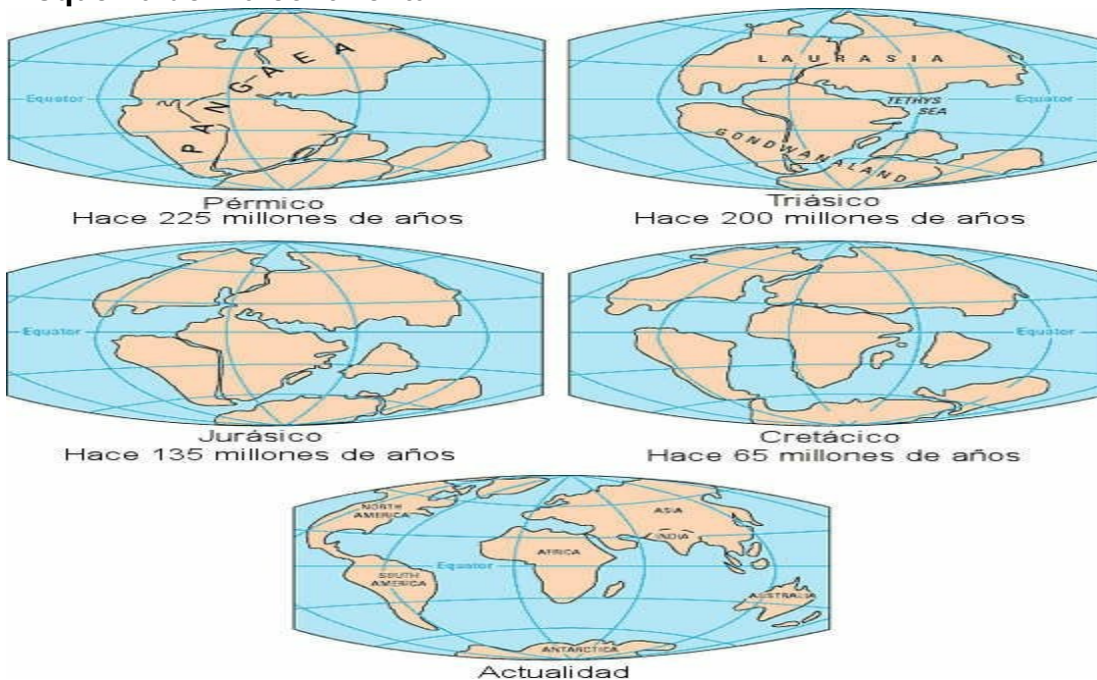 PANGAEA
Equator
Pérmico
Hace 225 millones de años
LAURASIA
TETHYS
SEA
Equator
GONDWANALAND
Triásico
Hace 200 millones de años
Equator
Jurásico
Hace 135 millones de años
Equator
Cretácico
Hace 65 millones de años
NORTH
AMERICA
ASIA
INDIA
AFRICA
Equator
SOUTH
AMERICA
AUSTRALIA
ANTARCTICA
Actualidad